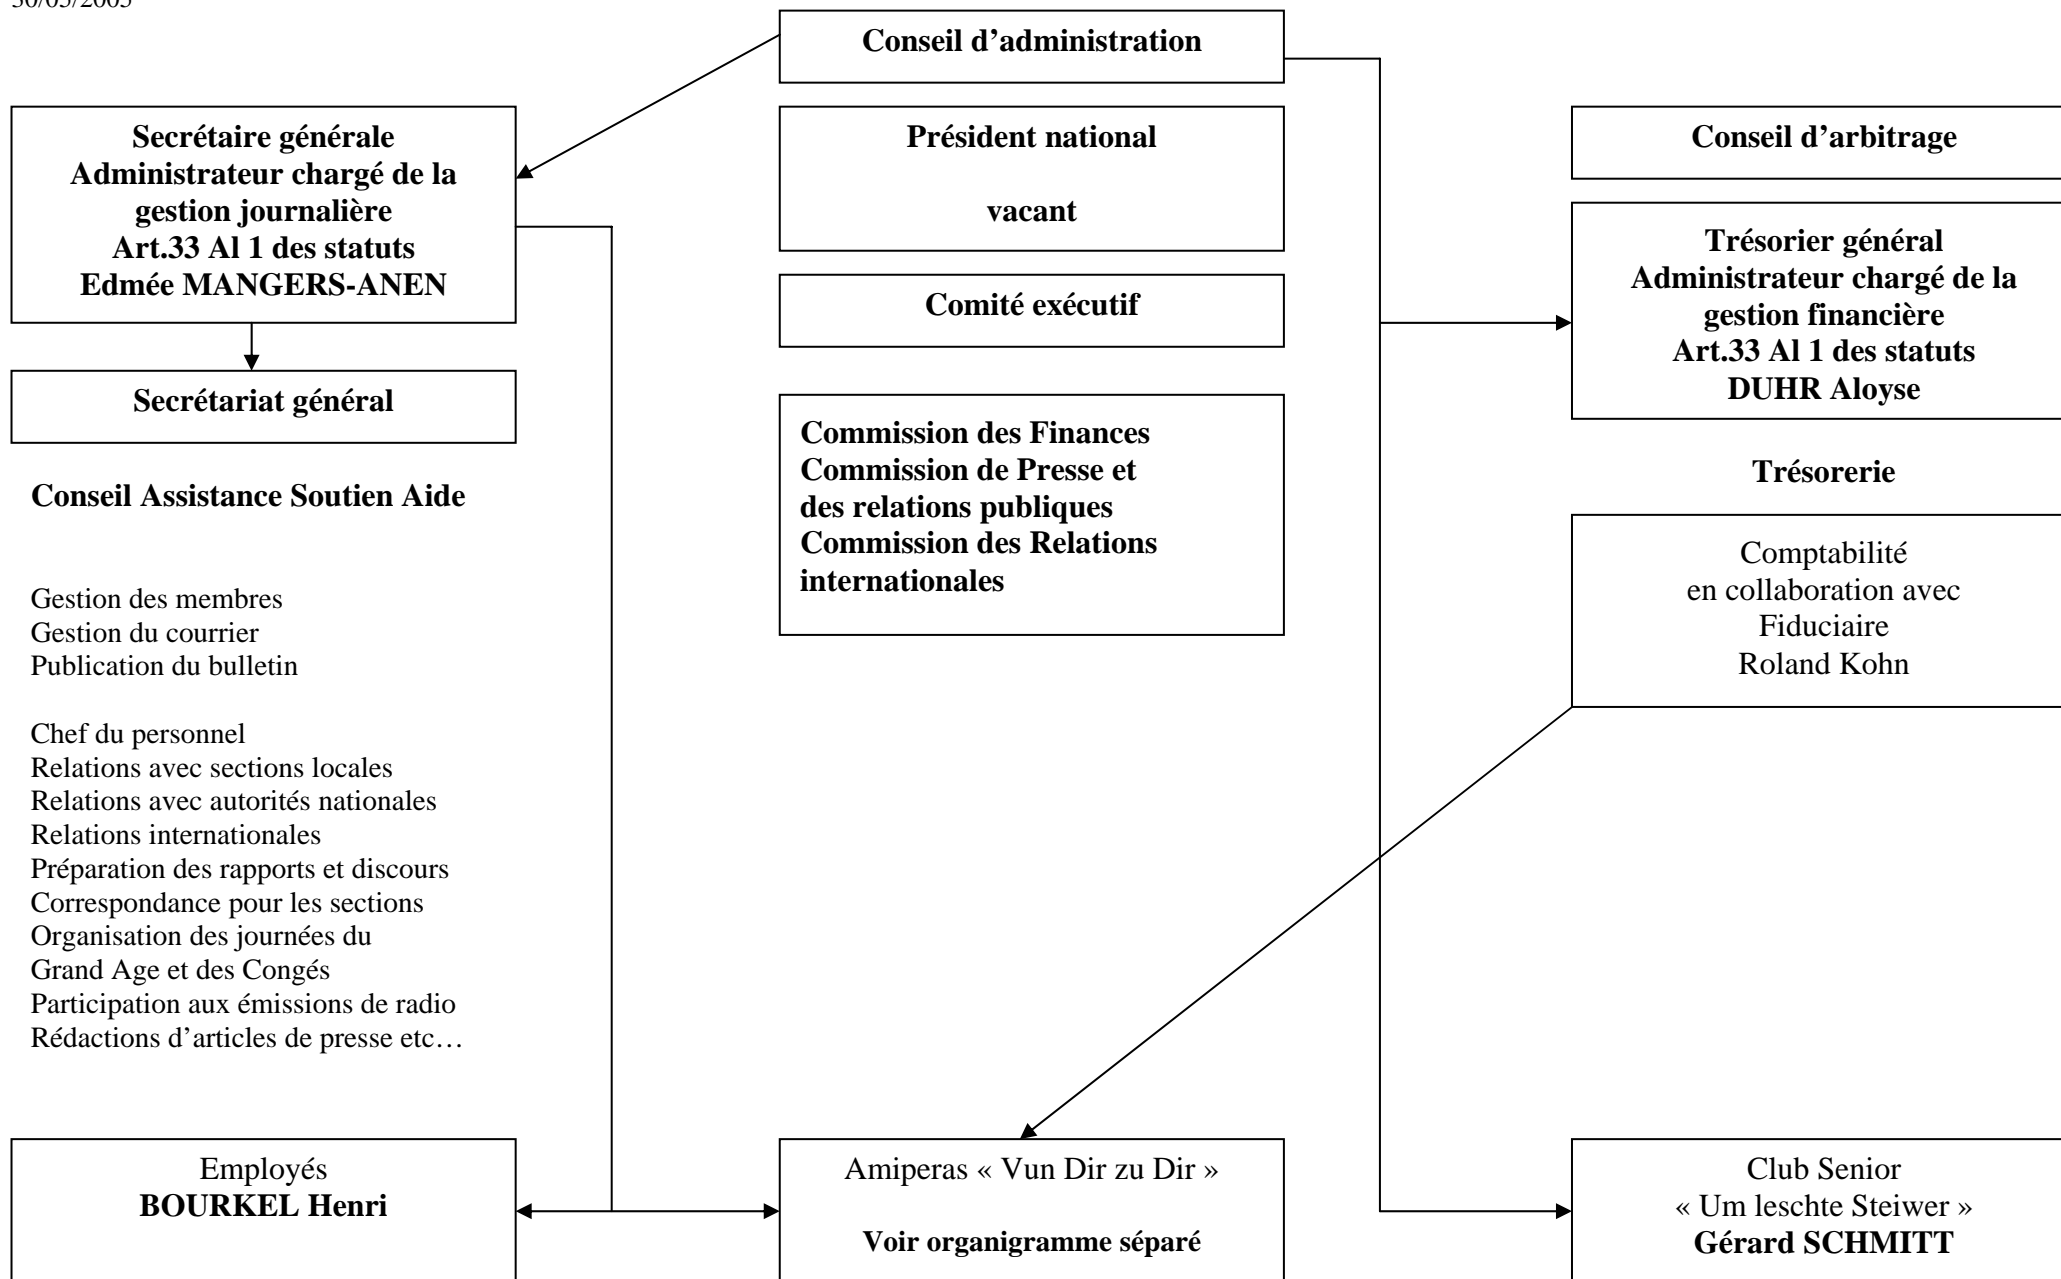 Conseil d’administration
Secrétaire générale
Administrateur chargé de la
gestion journalière
Art.33 Al 1 des statuts
Edmée MANGERS-ANEN
Président national
vacant
Conseil d’arbitrage
Trésorier général
Administrateur chargé de la
gestion financière
Art.33 Al 1 des statuts
DUHR Aloyse
Comité exécutif
Secrétariat général
Commission des Finances
Commission de Presse et
des relations publiques
Commission des Relations
internationales
Trésorerie
Comptabilité
en collaboration avec
Fiduciaire
Roland Kohn
Conseil Assistance Soutien Aide
Gestion des membres
Gestion du courrier
Publication du bulletin
Chef du personnel
Relations avec sections locales
Relations avec autorités nationales
Relations internationales
Préparation des rapports et discours
Correspondance pour les sections
Organisation des journées du
Grand Age et des Congés
Participation aux émissions de radio
Rédactions d’articles de presse etc…
Employés
BOURKEL Henri
Amiperas « Vun Dir zu Dir »
Voir organigramme séparé
Club Senior
« Um leschte Steiwer »
Gérard SCHMITT